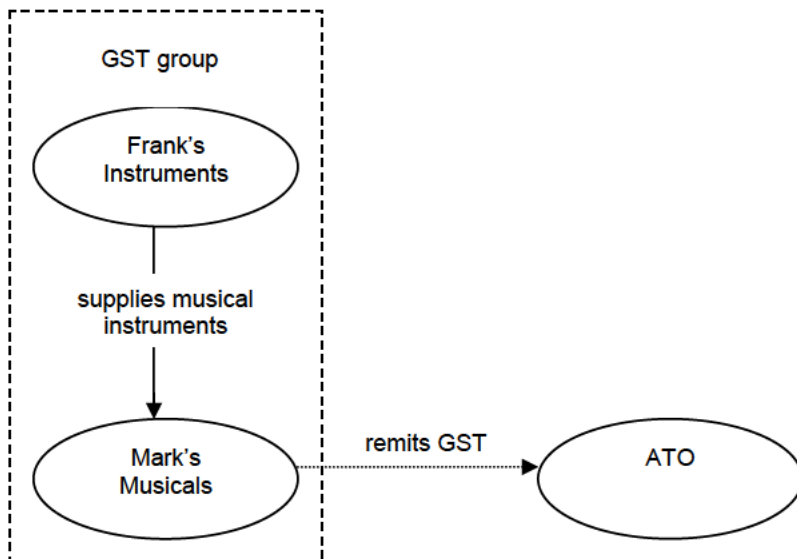 GST group
Frank's
Instruments
supplies musical
instruments
Mark's
Musicals
remits GST
ATO